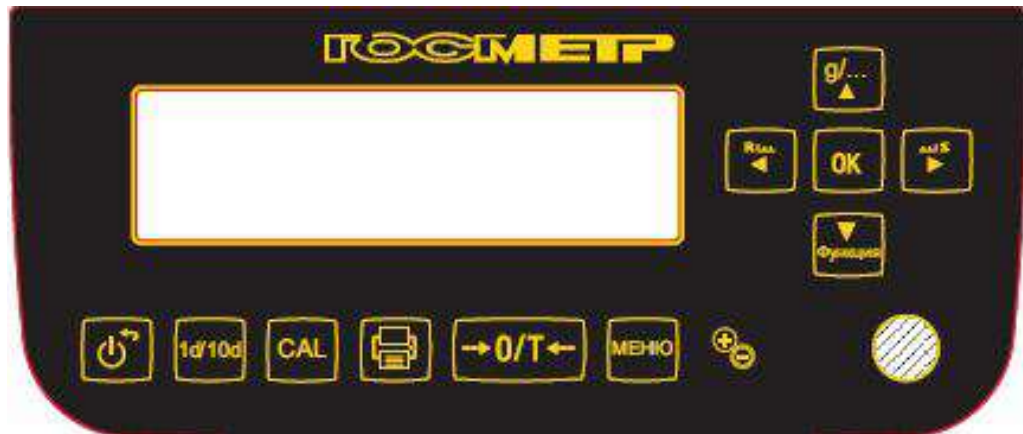 ГОСМЕТР
g/...
R
S
OK
Функция
1d/10d
CAL
→0/T←
МЕНЮ